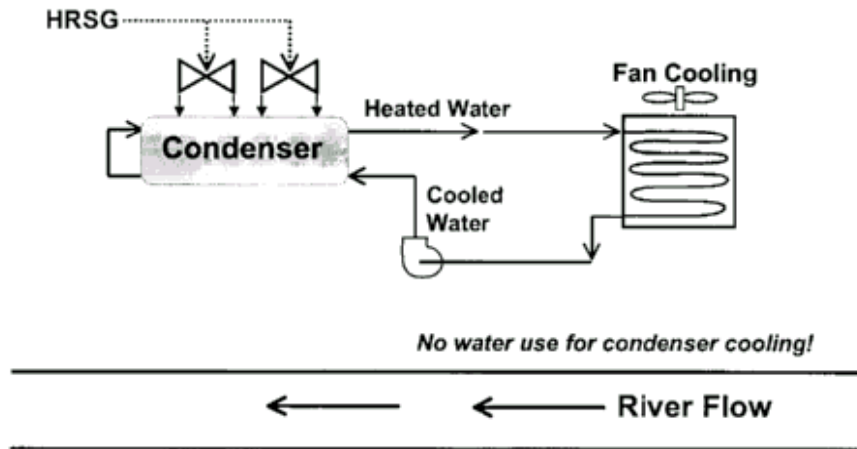 HRSG
Fan Cooling
Heated Water
Condenser
Cooled
Water
No water use for condenser cooling!
River Flow